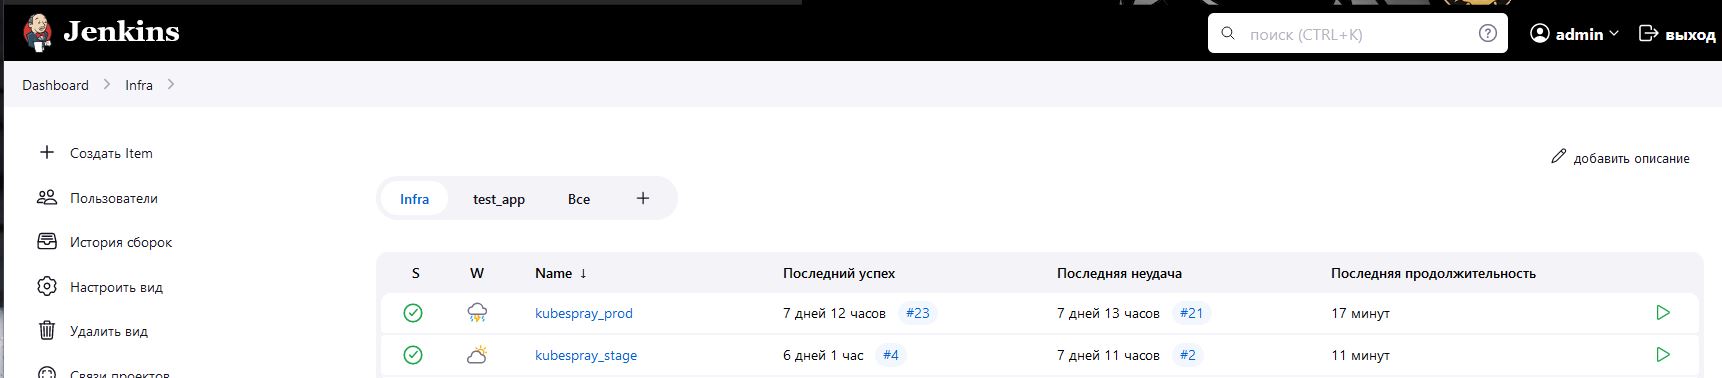 Jenkins
поиск (CTRL+K)
admin
выход
Dashboard
Infra
Создать Item
Пользователи
История сборок
Настроить вид
Удалить вид
Связи проектов
добавить описание
Infra test_app Все
S W Name ↓ Последний успех Последняя неудача Последняя продолжительность
kubespray_prod 7 дней 12 часов #23 7 дней 13 часов #21 17 минут
kubespray_stage 6 дней 1 час #4 7 дней 11 часов #2 11 минут